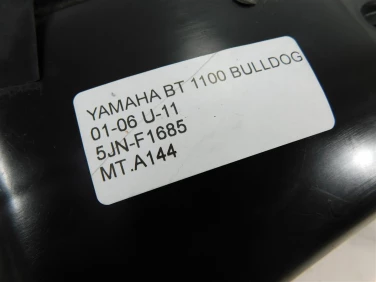 YAMAHA BT 1100 BULLDOG
01-06 U-11
5JN-F1685
MT.A144